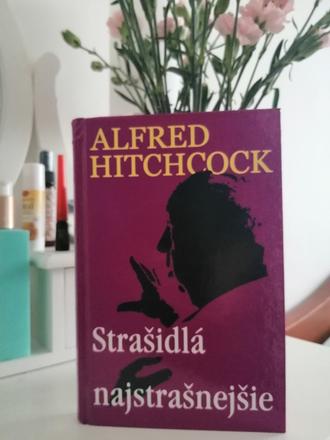 ALFRED
HITCHCOCK
Strašidlá
najstrašnejšie